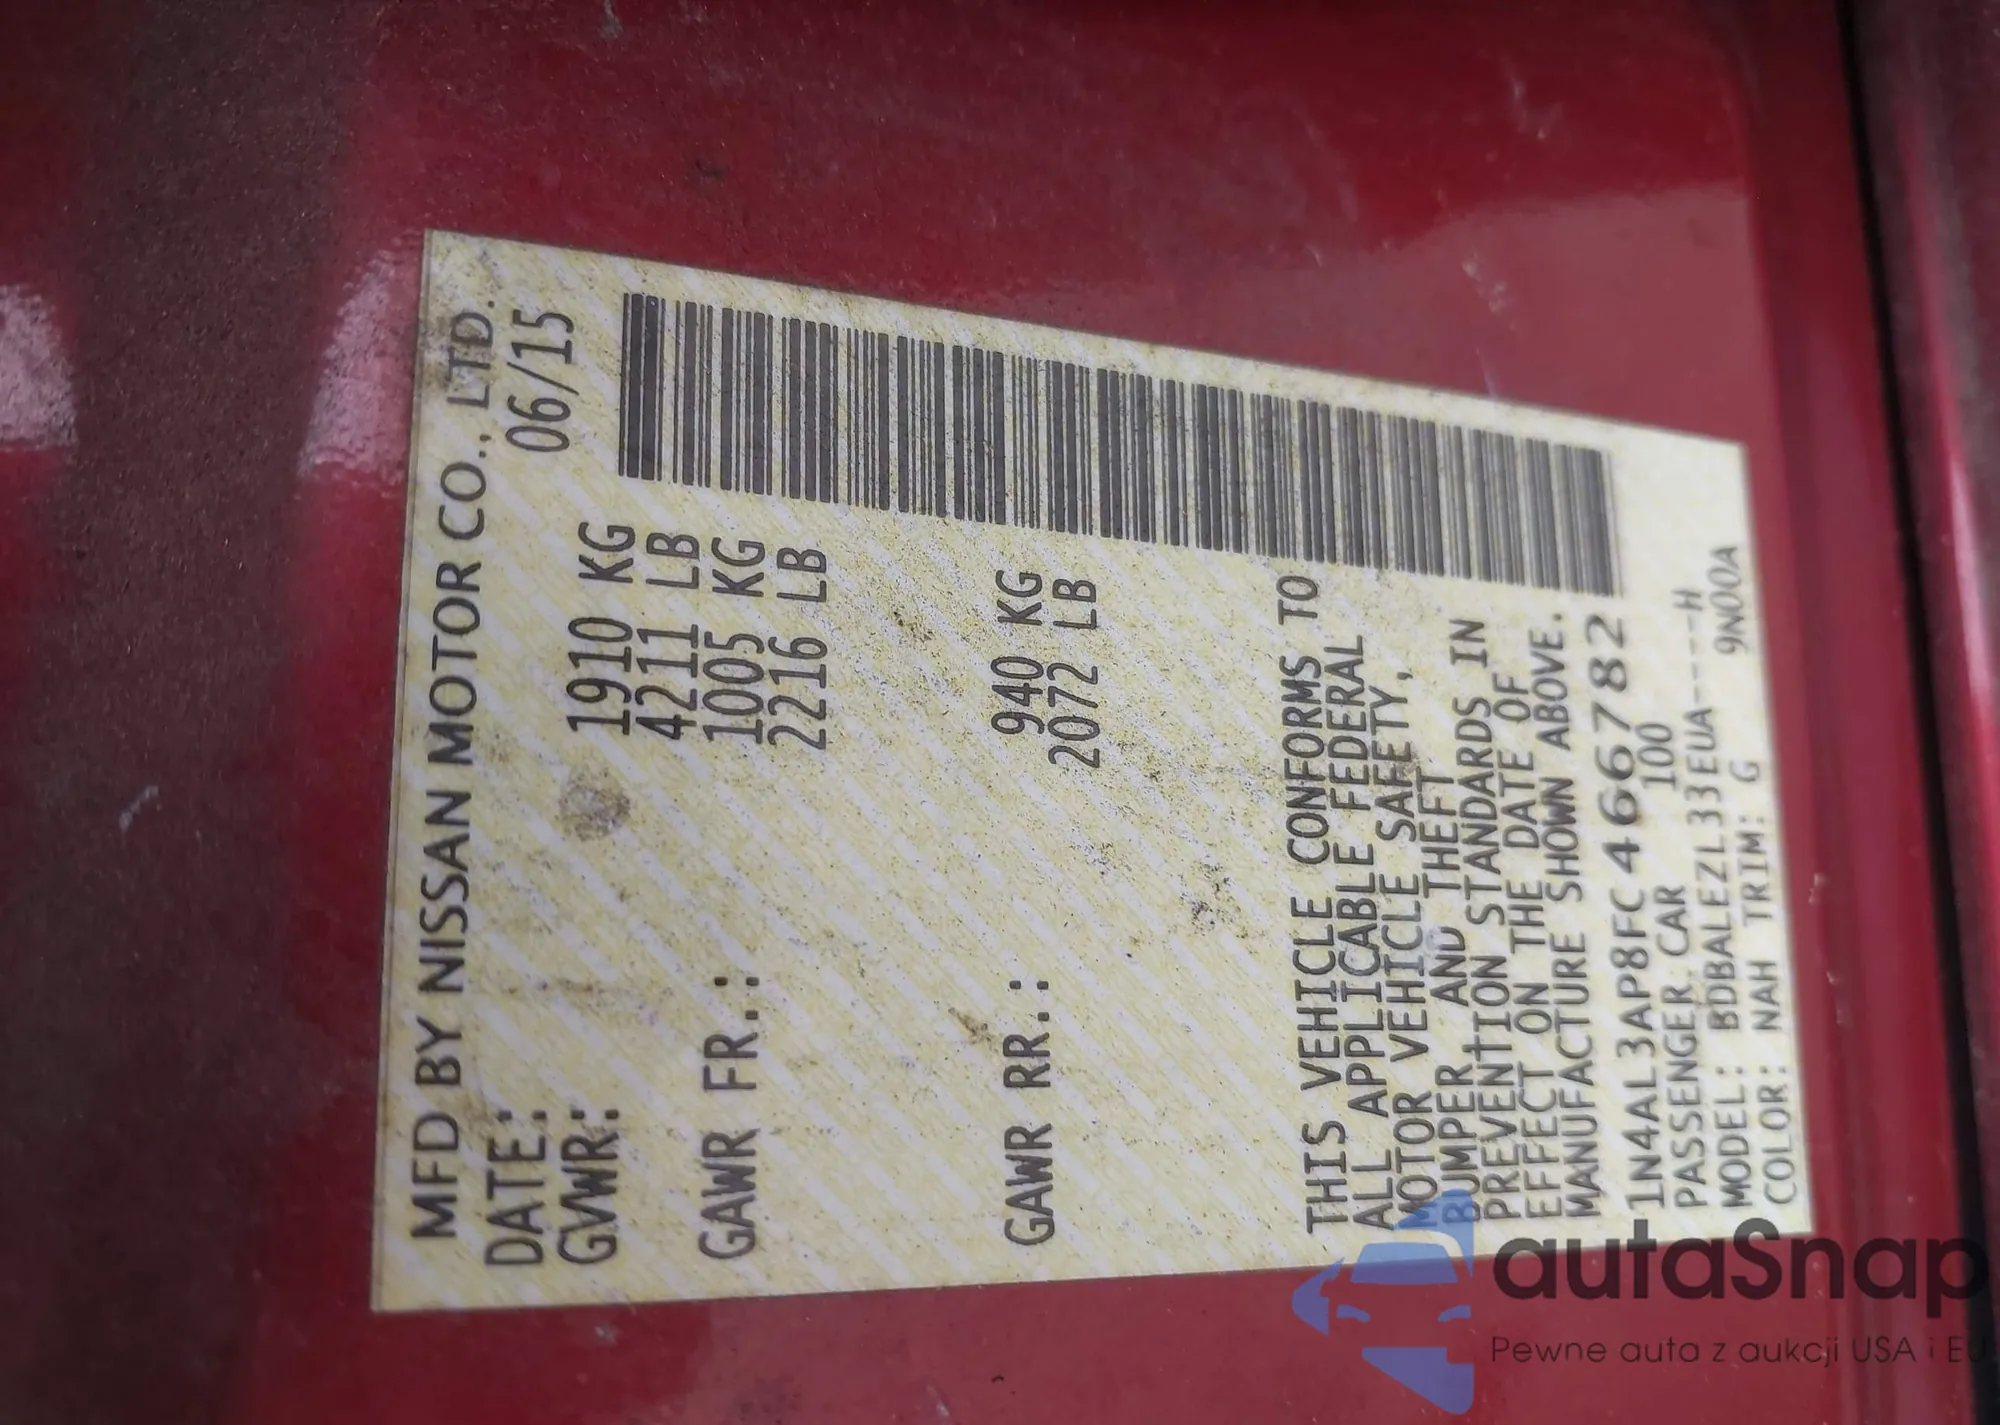 MFD BY NISSAN MOTOR CO., LTD.
DATE: 06/15
GVWR: 1910 KG
4211 LB
GAWR FR.: 1005 KG
2216 LB
GAWR RR.: 940 KG
2072 LB
THIS VEHICLE CONFORMS TO
ALL APPLICABLE FEDERAL
MOTOR VEHICLE SAFETY,
BUMPER AND THEFT
PREVENTION STANDARDS IN
EFFECT ON THE DATE OF
MANUFACTURE SHOWN ABOVE.
1N4AL3AP8FC466782
PASSENGER CAR 100
MODEL: BDBALEZL33EUA----H
COLOR: NAH TRIM: G 9N00A
autaSnap
Pewne auta z aukcji USA i EU